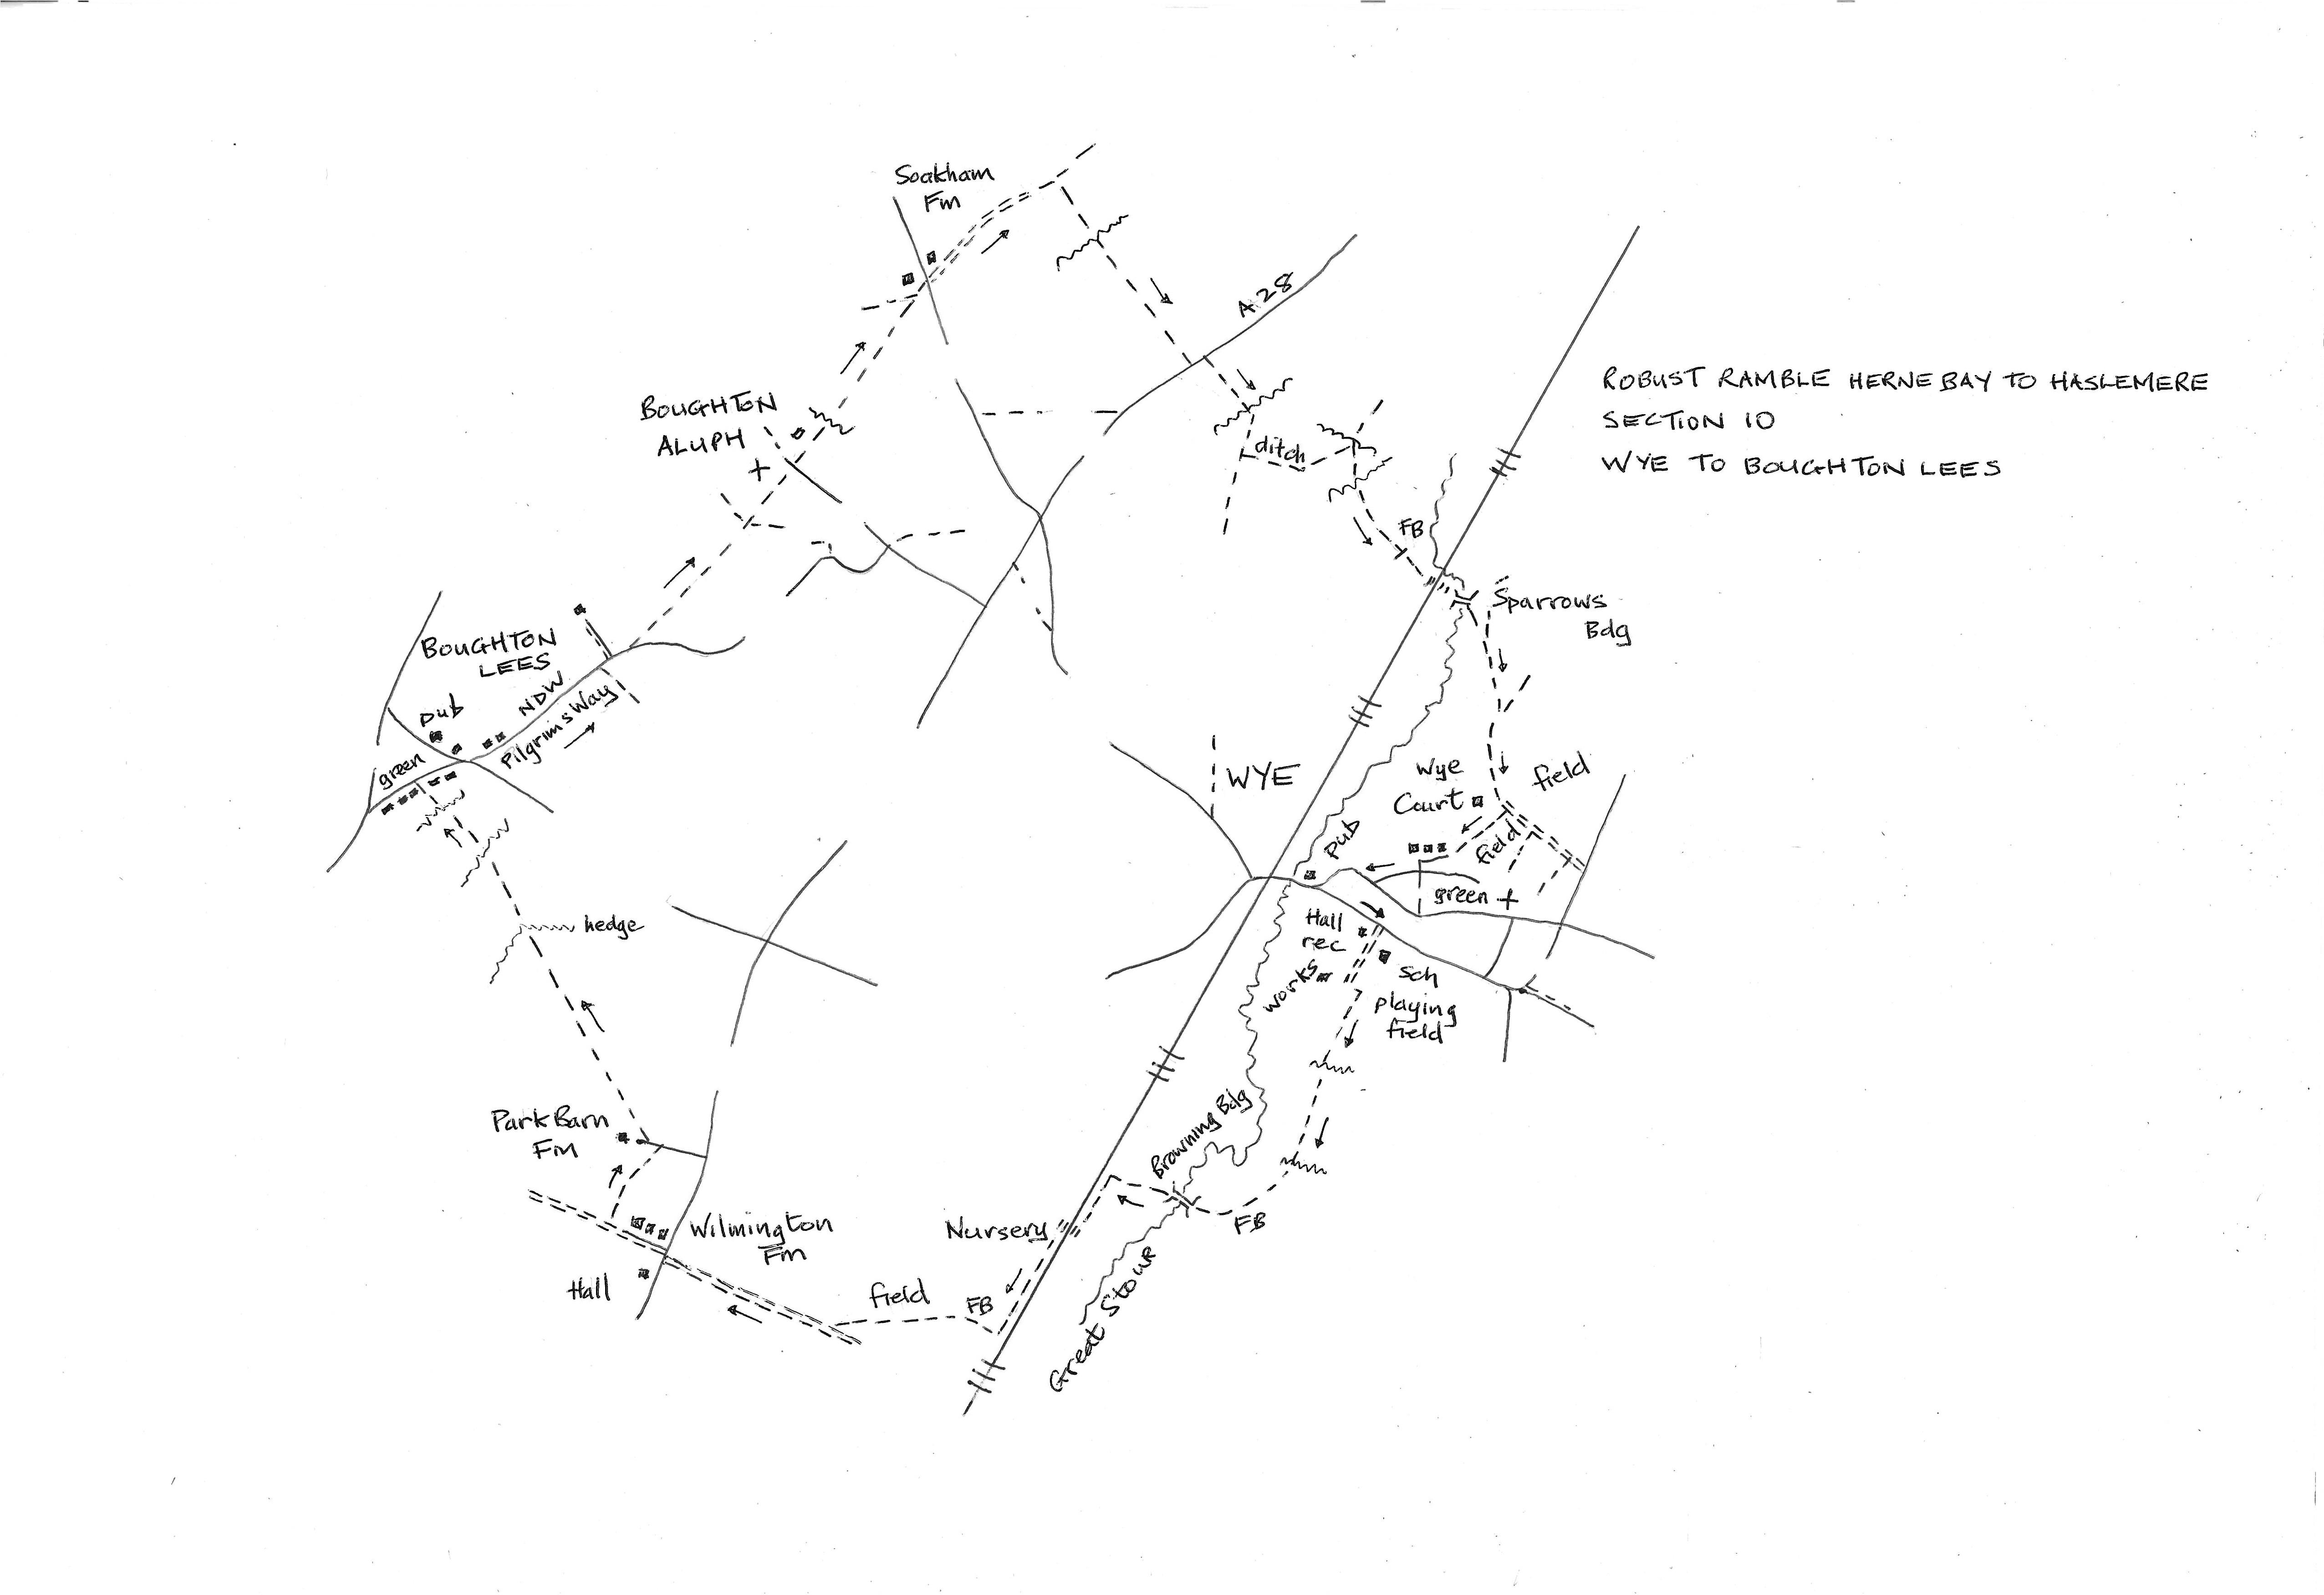 Soakham
Fm
A28
ROBUST RAMBLE HERNE BAY TO HASLEMERE
SECTION 10
WYE TO BOUGHTON LEES
BOUGHTON
ALUPH
ditch
FB
Sparrows
Bdg
BOUGHTON
LEES
NDW
Pilgrims Way
pub
green
WYE
Wye
Court
field
field
pub
green
Hall
rec
works
Sch
playing
field
hedge
Park Barn
Fm
Browning Bdg
Nursery
FB
Wilmington
Fm
Hall
field
FB
Great Stour